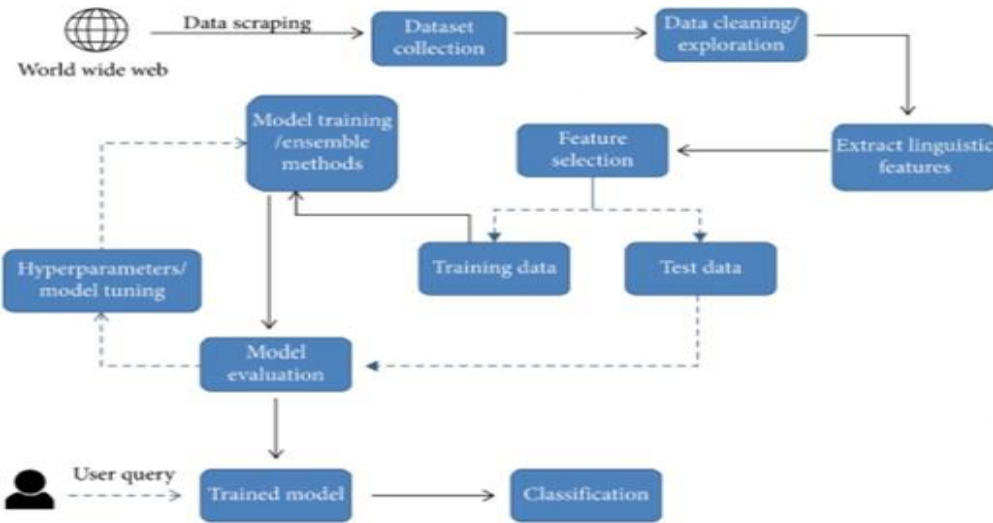 Data scraping
World wide web
Dataset
collection
Data cleaning/
exploration
Model training
/ensemble
methods
Feature
selection
Extract linguistic
features
Training data
Test data
Hyperparameters/
model tuning
Model
evaluation
User query
Trained model
Classification